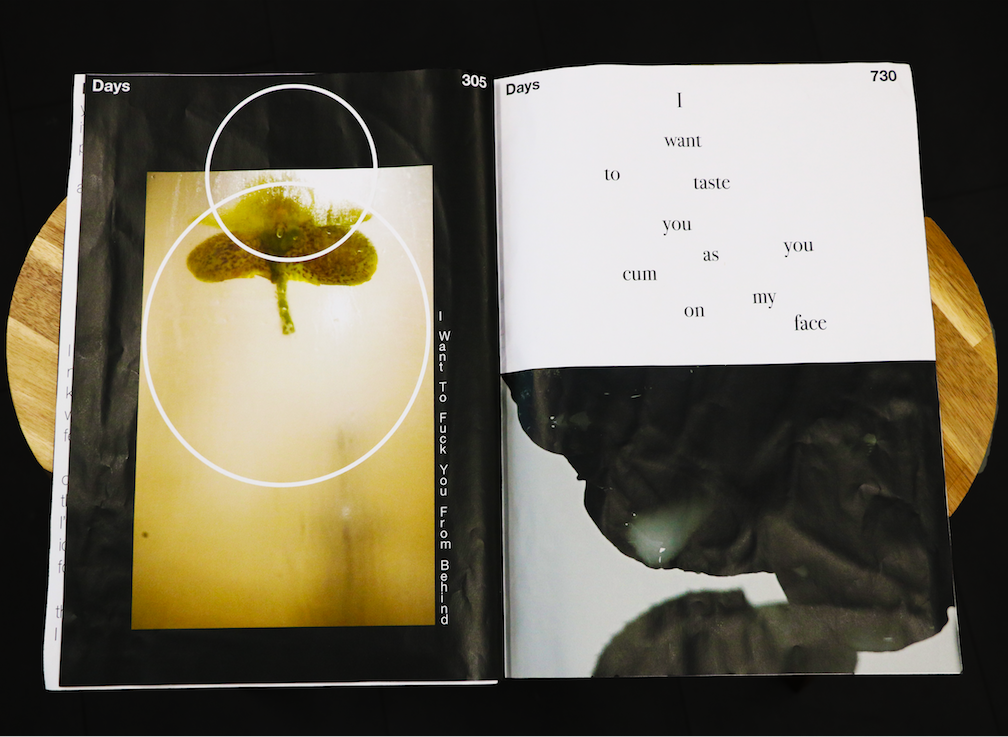 Days 305
I Want To Fuck You From Behind
Days 730
I
want
to taste
you
as you
cum
on my
face